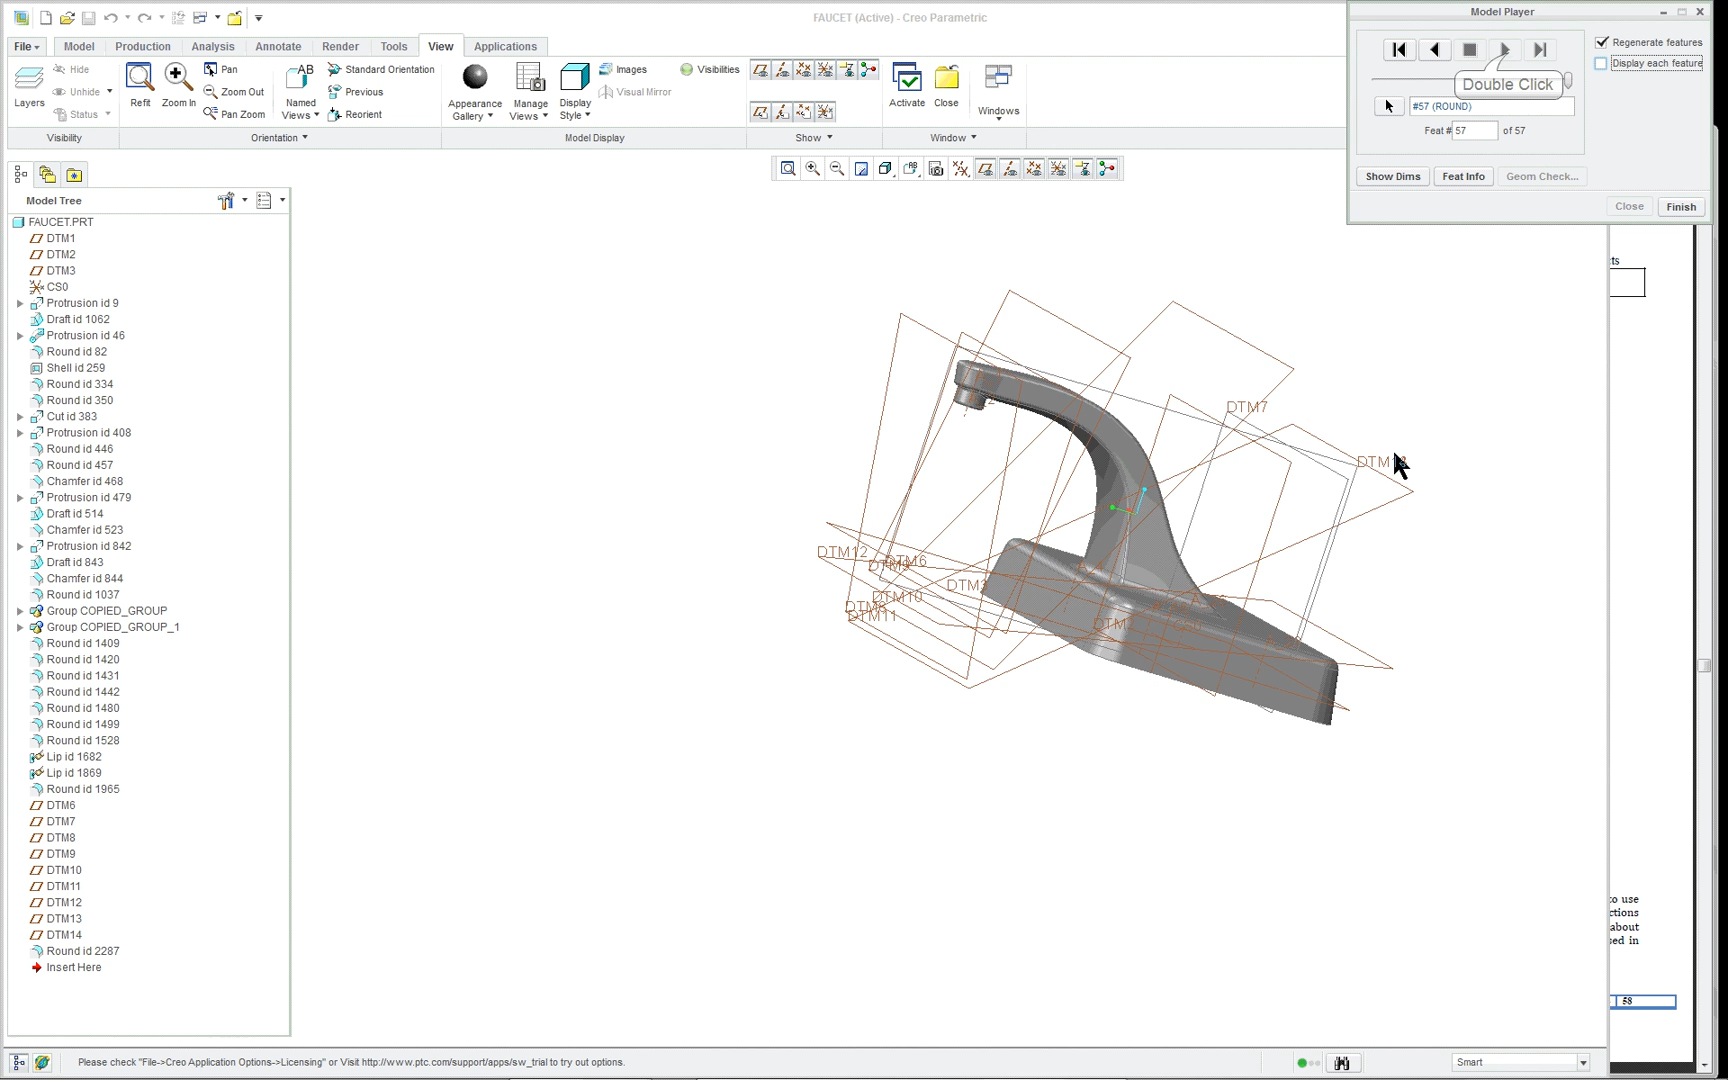 FAUCET (Active) - Creo Parametric
File
Model
Production
Analysis
Annotate
Render
Tools
View
Applications
Layers
Hide
Unhide
Status
Visibility
Refit
Zoom In
Pan
Zoom Out
Pan Zoom
Named
Views
Standard Orientation
Previous
Reorient
Orientation
Appearance
Gallery
Manage
Views
Display
Style
Images
Visual Mirror
Model Display
Visibilities
Show
Activate
Close
Windows
Window
Model Player
Regenerate features
Display each feature
Double Click
#57 (ROUND)
Feat # 57 of 57
Show Dims
Feat Info
Geom Check...
Close
Finish
Model Tree
FAUCET.PRT
DTM1
DTM2
DTM3
CS0
Protrusion id 9
Draft id 1062
Protrusion id 46
Round id 82
Shell id 259
Round id 334
Round id 350
Cut id 383
Protrusion id 408
Round id 446
Round id 457
Chamfer id 468
Protrusion id 479
Draft id 514
Chamfer id 523
Protrusion id 842
Draft id 843
Chamfer id 844
Round id 1037
Group COPIED_GROUP
Group COPIED_GROUP_1
Round id 1409
Round id 1420
Round id 1431
Round id 1442
Round id 1480
Round id 1499
Round id 1528
Lip id 1682
Lip id 1869
Round id 1965
DTM6
DTM7
DTM8
DTM9
DTM10
DTM11
DTM12
DTM13
DTM14
Round id 2287
Insert Here
DTM7
DTM12
DTM3
DTM10
DTM11
ts
to use
ctions
about
sed in
58
Please check "File->Creo Application Options->Licensing" or Visit http://www.ptc.com/support/apps/sw_trial to try out options.
Smart